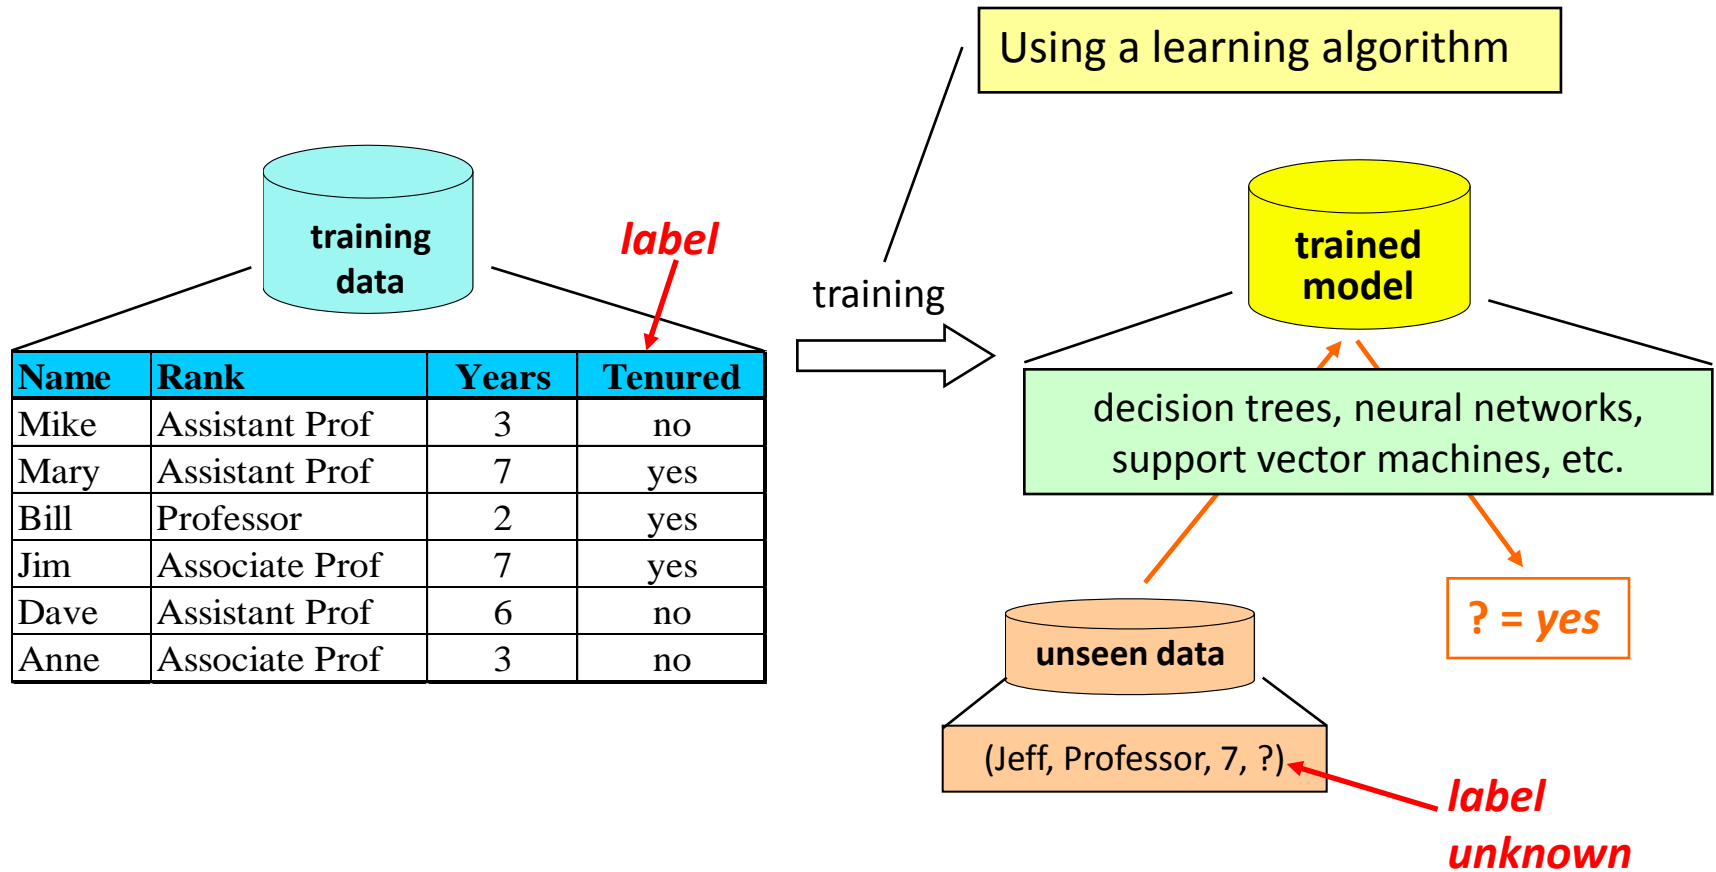 Using a learning algorithm
training
data
label
training
trained
model
Name Rank Years Tenured
Mike Assistant Prof 3 no
Mary Assistant Prof 7 yes
Bill Professor 2 yes
Jim Associate Prof 7 yes
Dave Assistant Prof 6 no
Anne Associate Prof 3 no
decision trees, neural networks,
support vector machines, etc.
unseen data
(Jeff, Professor, 7, ?)
? = yes
label
unknown